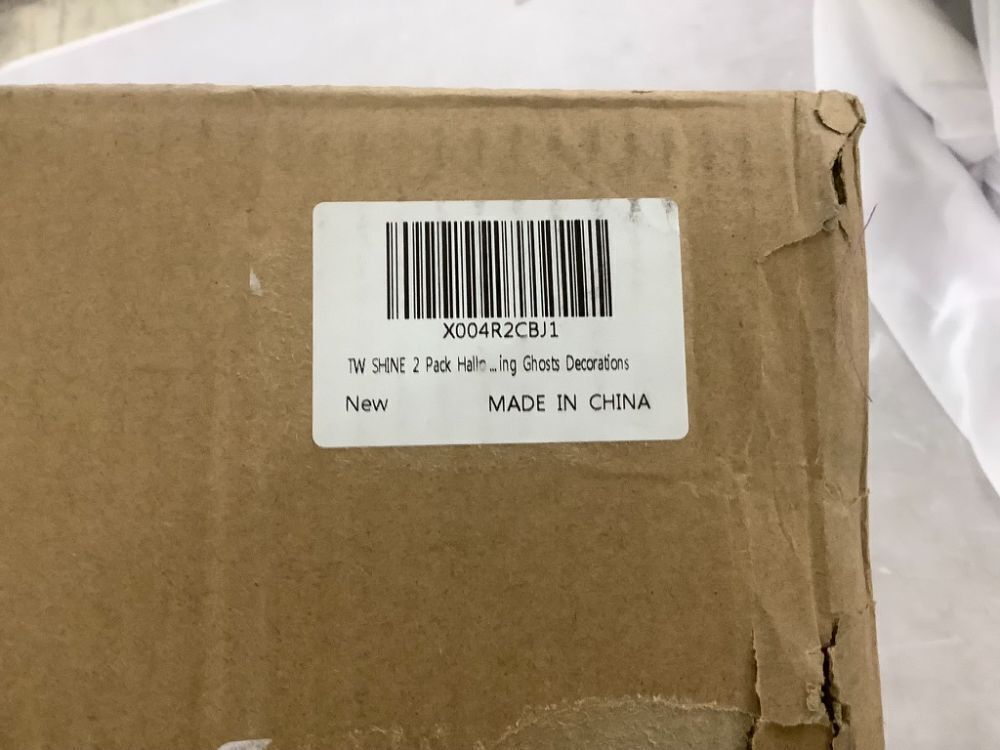 X004R2CBJ1
TW SHINE 2 Pack Hallo ...ing Ghosts Decorations
New MADE IN CHINA